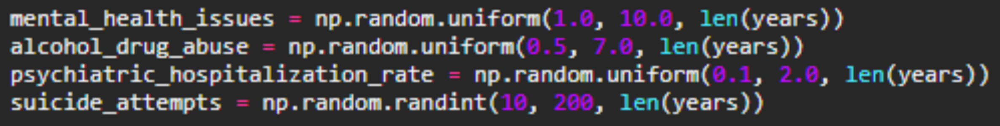 mental_health_issues = np.random.uniform(1.0, 10.0, len(years))
alcohol_drug_abuse = np.random.uniform(0.5, 7.0, len(years))
psychiatric_hospitalization_rate = np.random.uniform(0.1, 2.0, len(years))
suicide_attempts = np.random.randint(10, 200, len(years))